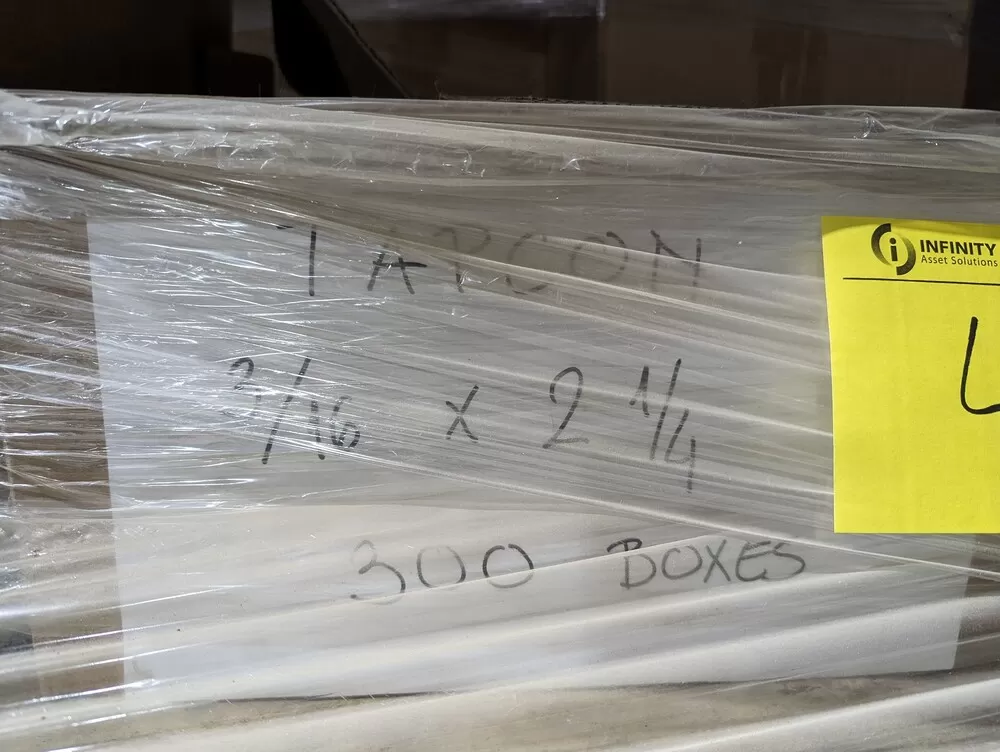 TAPCON
3/16 x 2 1/4
300 BOXES
i INFINITY
Asset Solutions
L